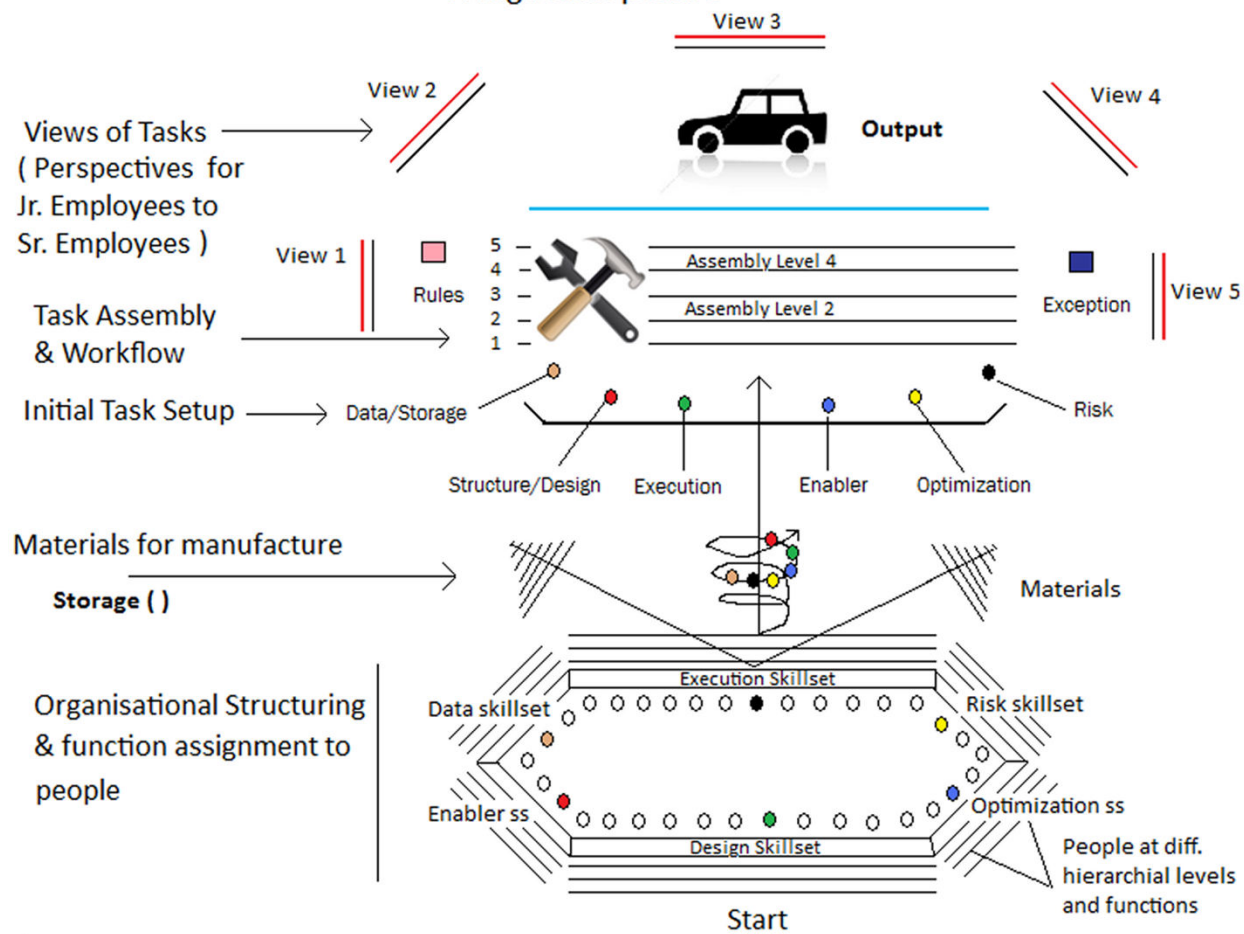 View 3
View 2
View 4
Views of Tasks
( Perspectives for
Jr. Employees to
Sr. Employees )
Output
View 1
Rules
5
4
3
2
1
Assembly Level 4
Assembly Level 2
Exception
View 5
Task Assembly
& Workflow
Initial Task Setup
Data/Storage
Risk
Structure/Design
Execution
Enabler
Optimization
Materials for manufacture
Storage ( )
Materials
Execution Skillset
Organisational Structuring
& function assignment to
people
Data skillset
Risk skillset
Enabler ss
Optimization ss
Design Skillset
People at diff.
hierarchial levels
and functions
Start